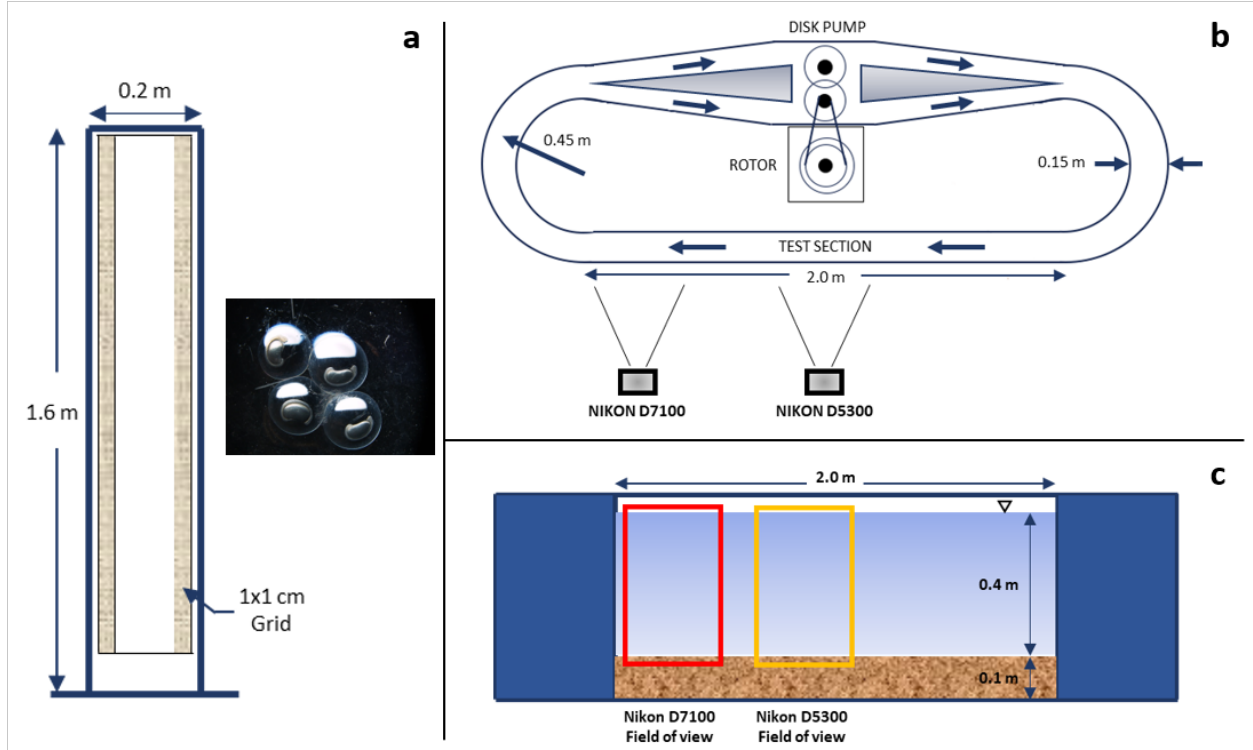 a
0.2 m
1.6 m
1x1 cm
Grid
b
DISK PUMP
0.45 m
ROTOR
0.15 m
TEST SECTION
2.0 m
NIKON D7100
NIKON D5300
c
2.0 m
0.4 m
0.1 m
Nikon D7100
Field of view
Nikon D5300
Field of view